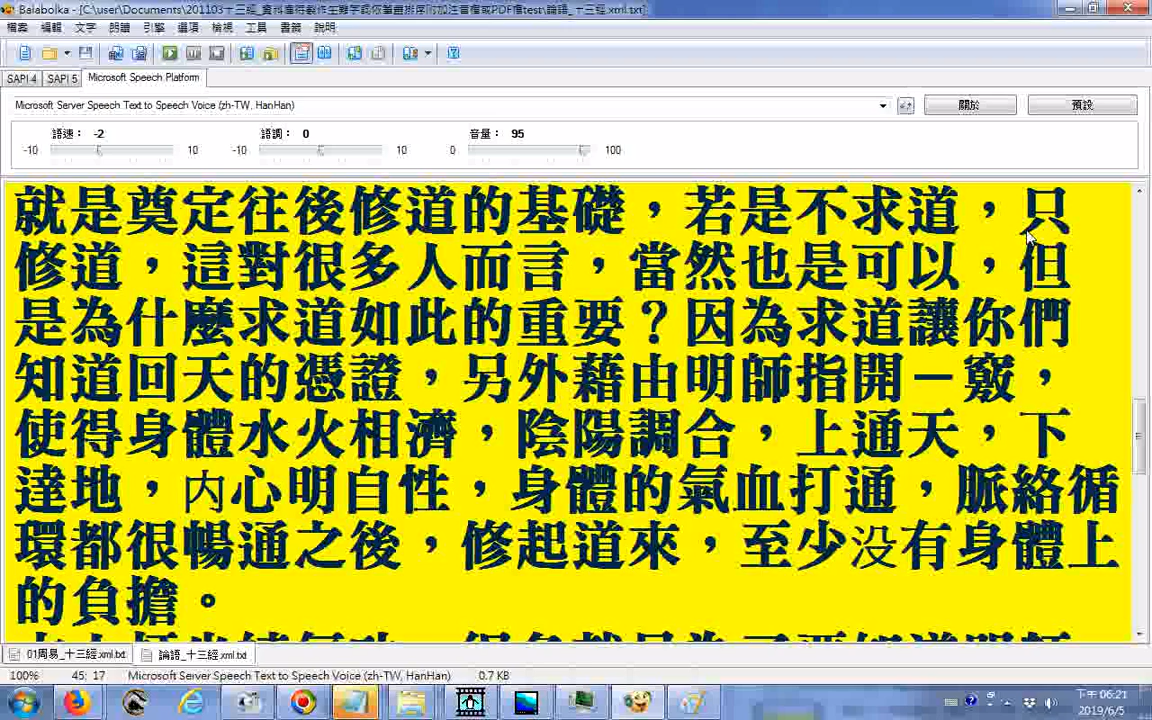 Balabolka - [C:\user\Documents\201103十三經_資料庫待製作生難字詞依筆畫排序附加注音檔或PDF檔test\論語_十三經.xml.txt]
檔案 編輯 文字 朗讀 引擎 選項 檢視 工具 書籤 說明
SAPI 4 SAPI 5 Microsoft Speech Platform
Microsoft Server Speech Text to Speech Voice (zh-TW, HanHan) 關於 預設
語速： -2 語調： 0 音量： 95
-10 10 -10 10 0 100
就是奠定往後修道的基礎，若是不求道，只
修道，這對很多人而言，當然也是可以，但
是為什麼求道如此的重要？因為求道讓你們
知道回天的憑證，另外藉由明師指開一竅，
使得身體水火相濟，陰陽調合，上通天，下
達地，内心明自性，身體的氣血打通，脈絡循
環都很暢通之後，修起道來，至少没有身體上
的負擔。
01周易_十三經.xml.txt 論語_十三經.xml.txt
100% 45: 17 Microsoft Server Speech Text to Speech Voice (zh-TW, HanHan) 0.7 KB
下午 06:21
2019/6/5